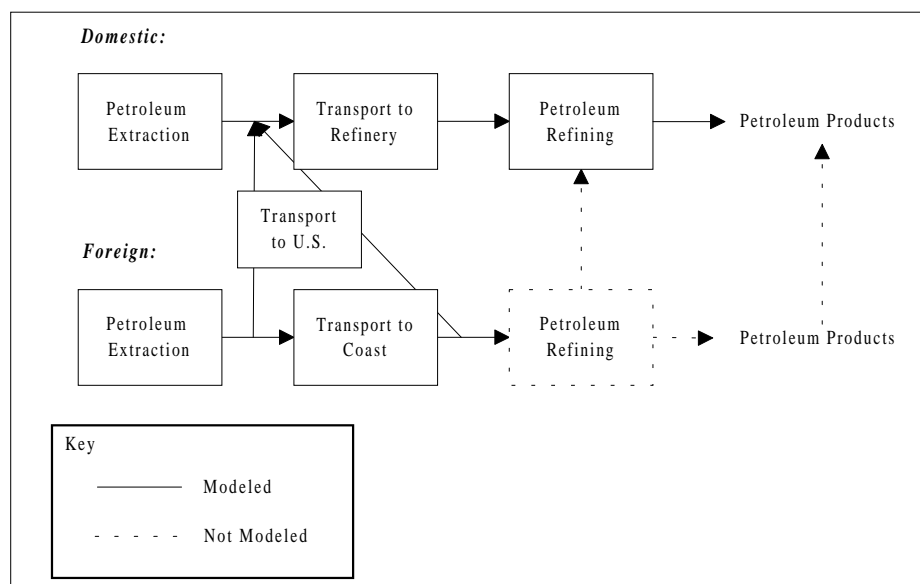 Domestic:
Petroleum
Extraction
Transport to
Refinery
Petroleum
Refining
Petroleum Products
Transport
to U.S.
Foreign:
Petroleum
Extraction
Transport to
Coast
Petroleum
Refining
Petroleum Products
Key
Modeled
Not Modeled